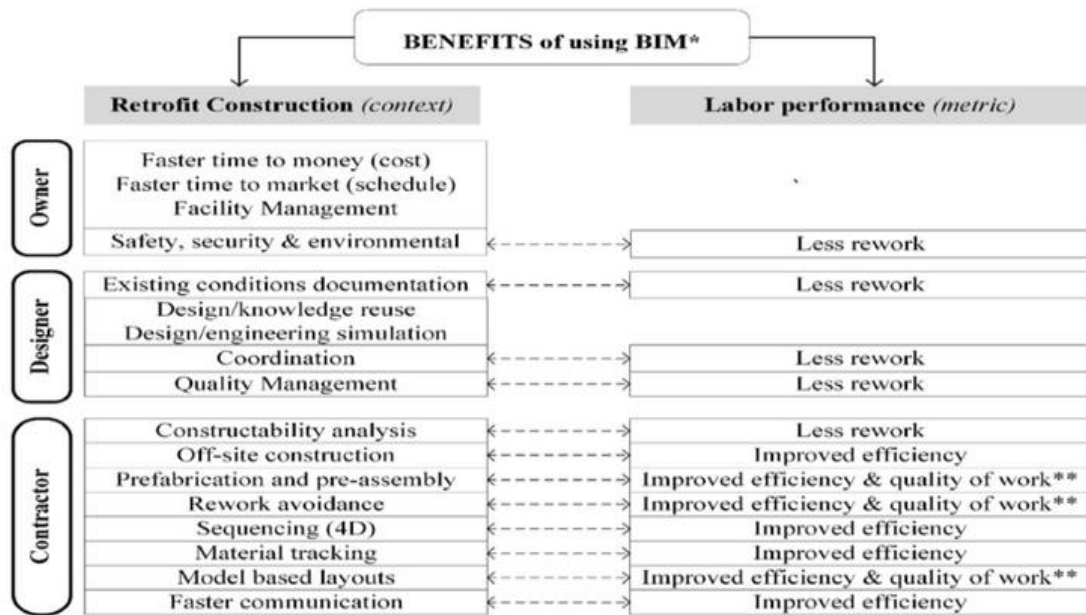 BENEFITS of using BIM*
Retrofit Construction (context)
Labor performance (metric)
Owner
Faster time to money (cost)
Faster time to market (schedule)
Facility Management
Safety, security & environmental
Less rework
Designer
Existing conditions documentation
Less rework
Design/knowledge reuse
Design/engineering simulation
Coordination
Less rework
Quality Management
Less rework
Contractor
Constructability analysis
Less rework
Off-site construction
Improved efficiency
Prefabrication and pre-assembly
Improved efficiency & quality of work**
Rework avoidance
Improved efficiency & quality of work**
Sequencing (4D)
Improved efficiency
Material tracking
Improved efficiency
Model based layouts
Improved efficiency & quality of work**
Faster communication
Improved efficiency